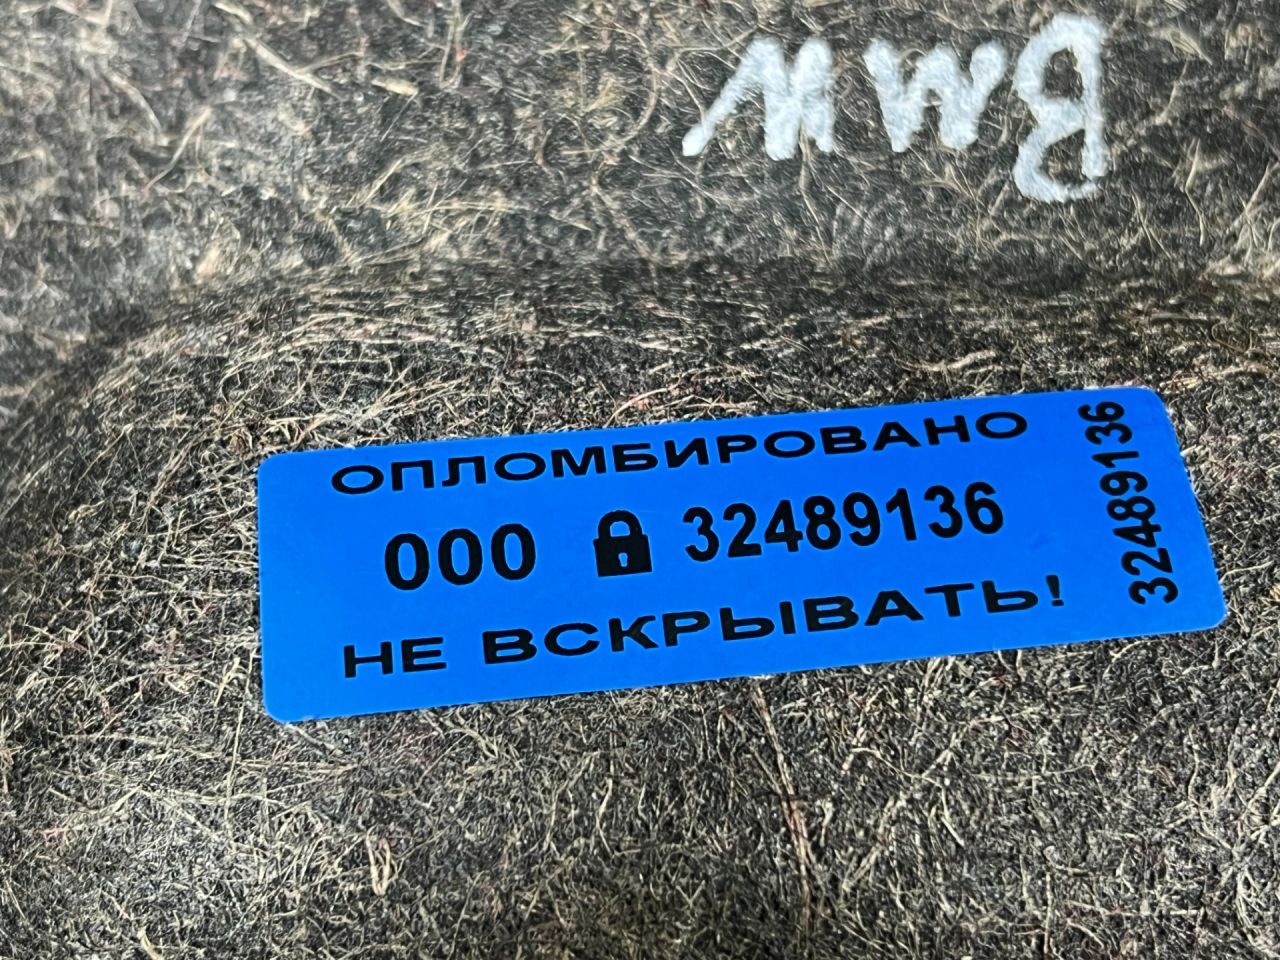 BMW
ОПЛОМБИРОВАНО
000 32489136
НЕ ВСКРЫВАТЬ!
32489136